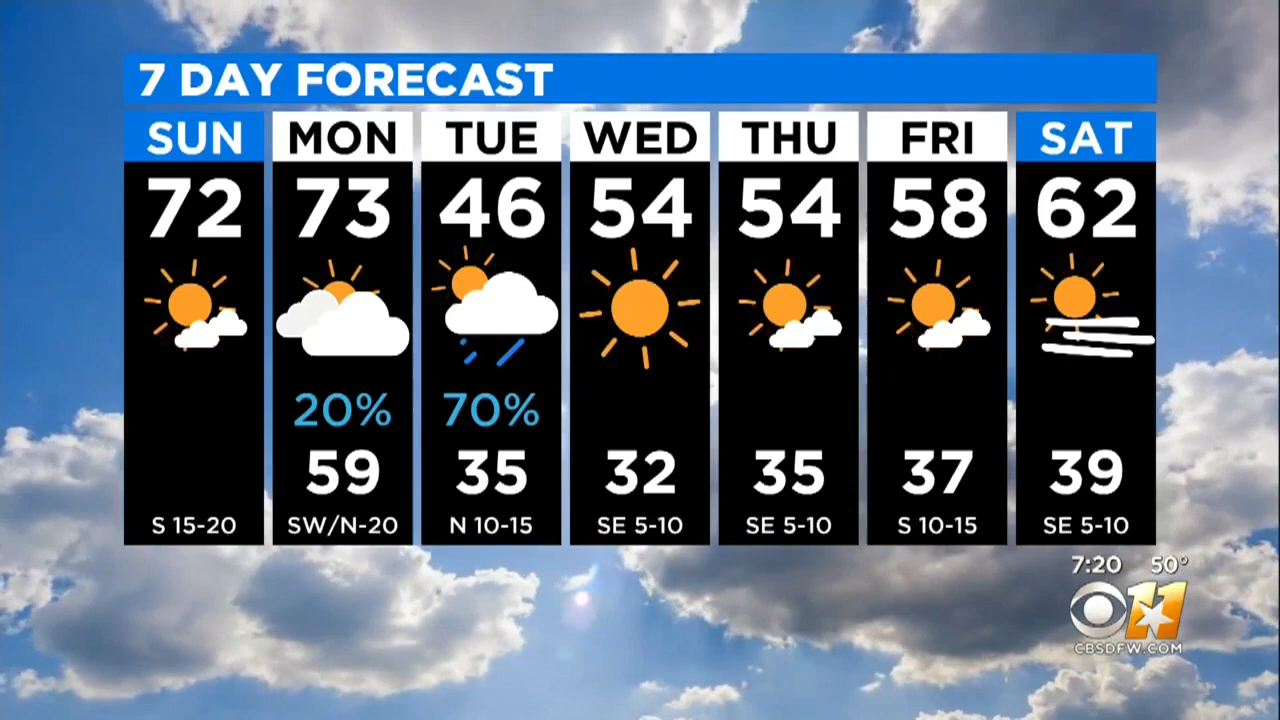 7 DAY FORECAST
SUN MON TUE WED THU FRI SAT
72 73 46 54 54 58 62
20% 70%
59 35 32 35 37 39
S 15-20 SW/N-20 N 10-15 SE 5-10 SE 5-10 S 10-15 SE 5-10
7:20 50°
11
CBSDFW.COM